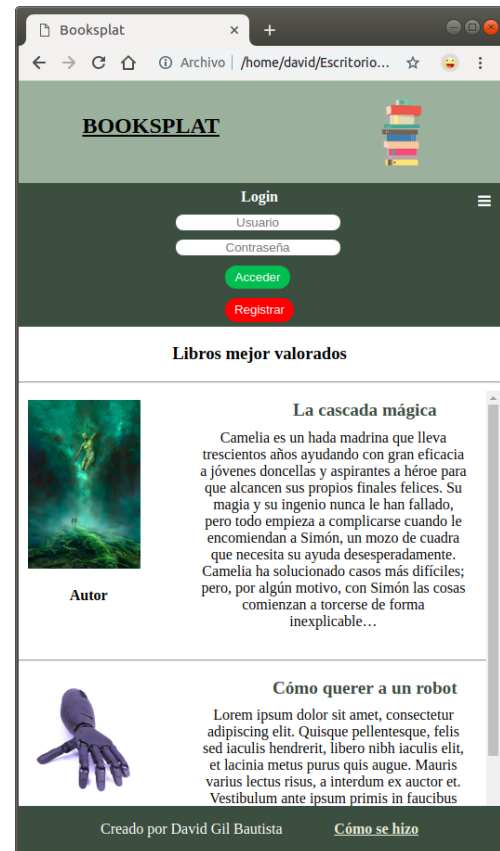 Booksplat
Archivo | /home/david/Escritorio...
BOOKSPLAT
Login
Usuario
Contraseña
Acceder
Registrar
Libros mejor valorados
La cascada mágica
Camelia es un hada madrina que lleva
trescientos años ayudando con gran eficacia
a jóvenes doncellas y aspirantes a héroe para
que alcancen sus propios finales felices. Su
magia y su ingenio nunca le han fallado,
pero todo empieza a complicarse cuando le
encomiendan a Simón, un mozo de cuadra
que necesita su ayuda desesperadamente.
Camelia ha solucionado casos más difíciles;
pero, por algún motivo, con Simón las cosas
comienzan a torcerse de forma
inexplicable…
Autor
Cómo querer a un robot
Lorem ipsum dolor sit amet, consectetur
adipiscing elit. Quisque pellentesque, felis
sed iaculis hendrerit, libero nibh iaculis elit,
et lacinia metus purus quis augue. Mauris
varius lectus risus, a interdum ex auctor et.
Vestibulum ante ipsum primis in faucibus
Creado por David Gil Bautista
Cómo se hizo